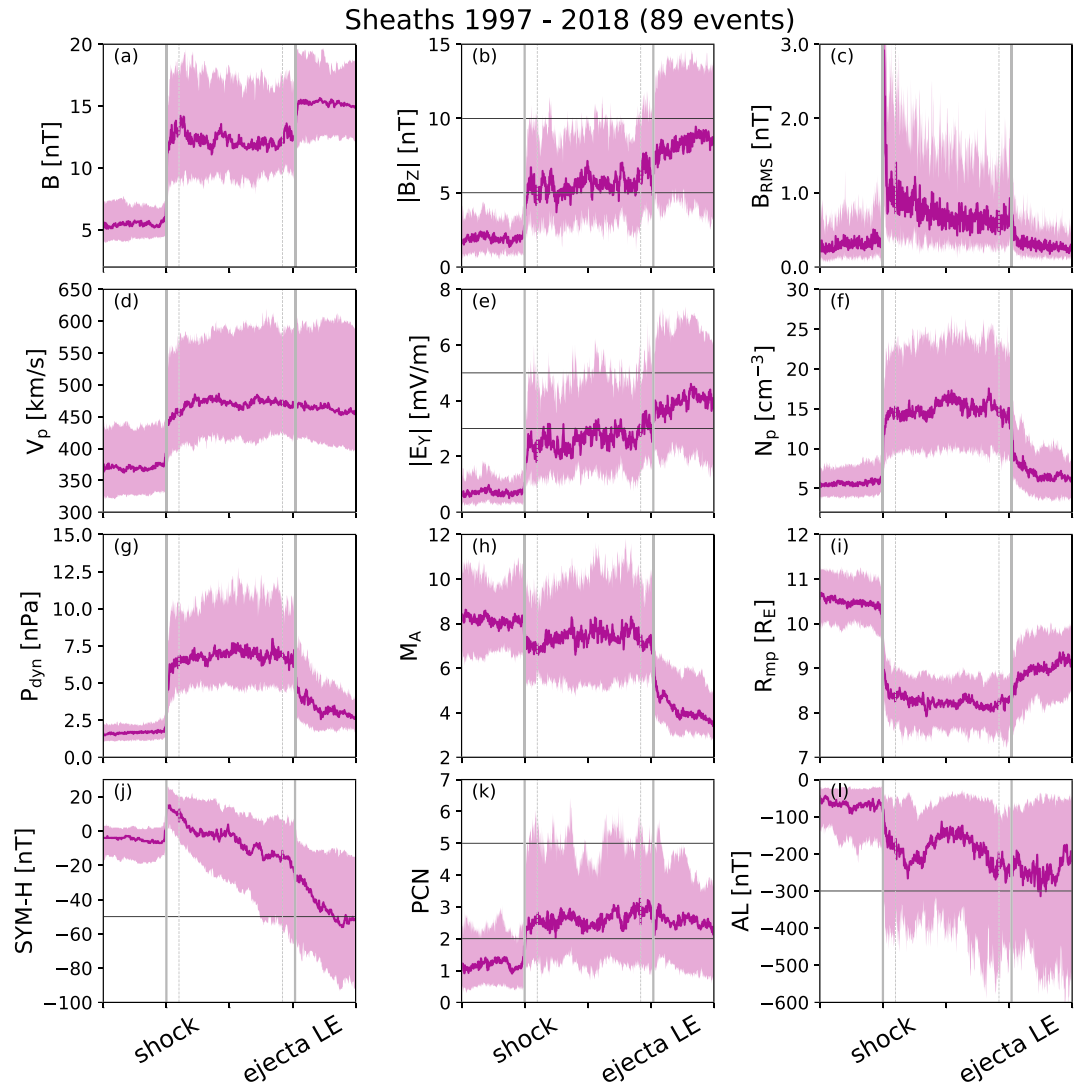 Sheaths 1997 - 2018 (89 events)
(a)
B [nT]
20
15
10
5
(b)
|B_Z| [nT]
15
10
5
0
(c)
B_RMS [nT]
3.0
2.0
1.0
0.0
(d)
V_p [km/s]
650
600
550
500
450
400
350
300
(e)
|E_Y| [mV/m]
8
6
4
2
0
(f)
N_p [cm⁻³]
30
25
20
15
10
5
(g)
P_dyn [nPa]
15.0
12.5
10.0
7.5
5.0
2.5
0.0
(h)
M_A
12
10
8
6
4
2
(i)
R_mp [R_E]
12
11
10
9
8
7
(j)
SYM-H [nT]
40
20
0
−20
−40
−60
−80
−100
(k)
PCN
7
6
5
4
3
2
1
0
(l)
AL [nT]
0
−100
−200
−300
−400
−500
−600
shock
ejecta LE
shock
ejecta LE
shock
ejecta LE